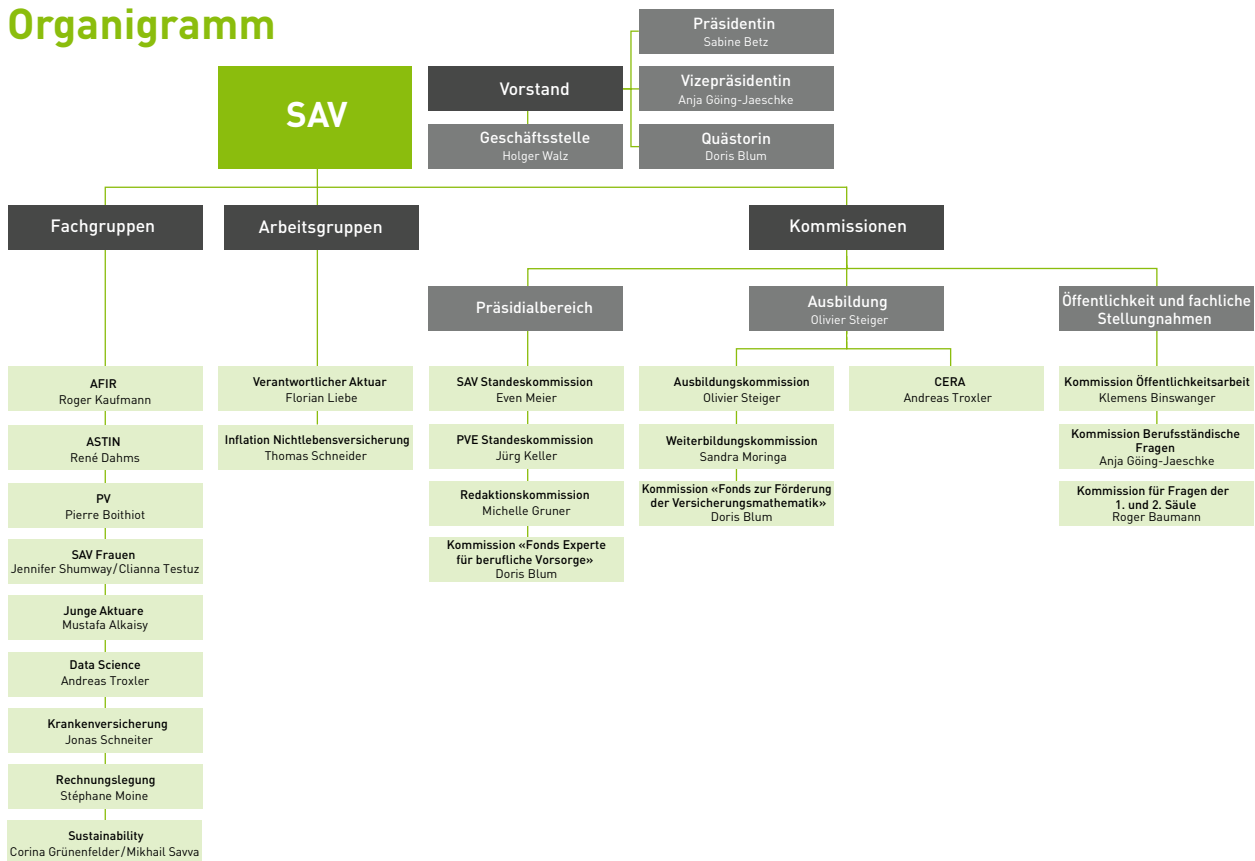 Organigramm
SAV
Vorstand
Geschäftsstelle
Holger Walz
Präsidentin
Sabine Betz
Vizepräsidentin
Anja Göing-Jaeschke
Quästorin
Doris Blum
Fachgruppen
AFIR
Roger Kaufmann
ASTIN
René Dahms
PV
Pierre Boithiot
SAV Frauen
Jennifer Shumway/Clianna Testuz
Junge Aktuare
Mustafa Alkaisy
Data Science
Andreas Troxler
Krankenversicherung
Jonas Schneiter
Rechnungslegung
Stéphane Moine
Sustainability
Corina Grünenfelder/Mikhail Savva
Arbeitsgruppen
Verantwortlicher Aktuar
Florian Liebe
Inflation Nichtlebensversicherung
Thomas Schneider
Kommissionen
Präsidialbereich
SAV Standeskommission
Even Meier
PVE Standeskommission
Jürg Keller
Redaktionskommission
Michelle Gruner
Kommission «Fonds Experte
für berufliche Vorsorge»
Doris Blum
Ausbildung
Olivier Steiger
Ausbildungskommission
Olivier Steiger
Weiterbildungskommission
Sandra Moringa
Kommission «Fonds zur Förderung
der Versicherungsmathematik»
Doris Blum
CERA
Andreas Troxler
Öffentlichkeit und fachliche
Stellungnahmen
Kommission Öffentlichkeitsarbeit
Klemens Binswanger
Kommission Berufsständische
Fragen
Anja Göing-Jaeschke
Kommission für Fragen der
1. und 2. Säule
Roger Baumann